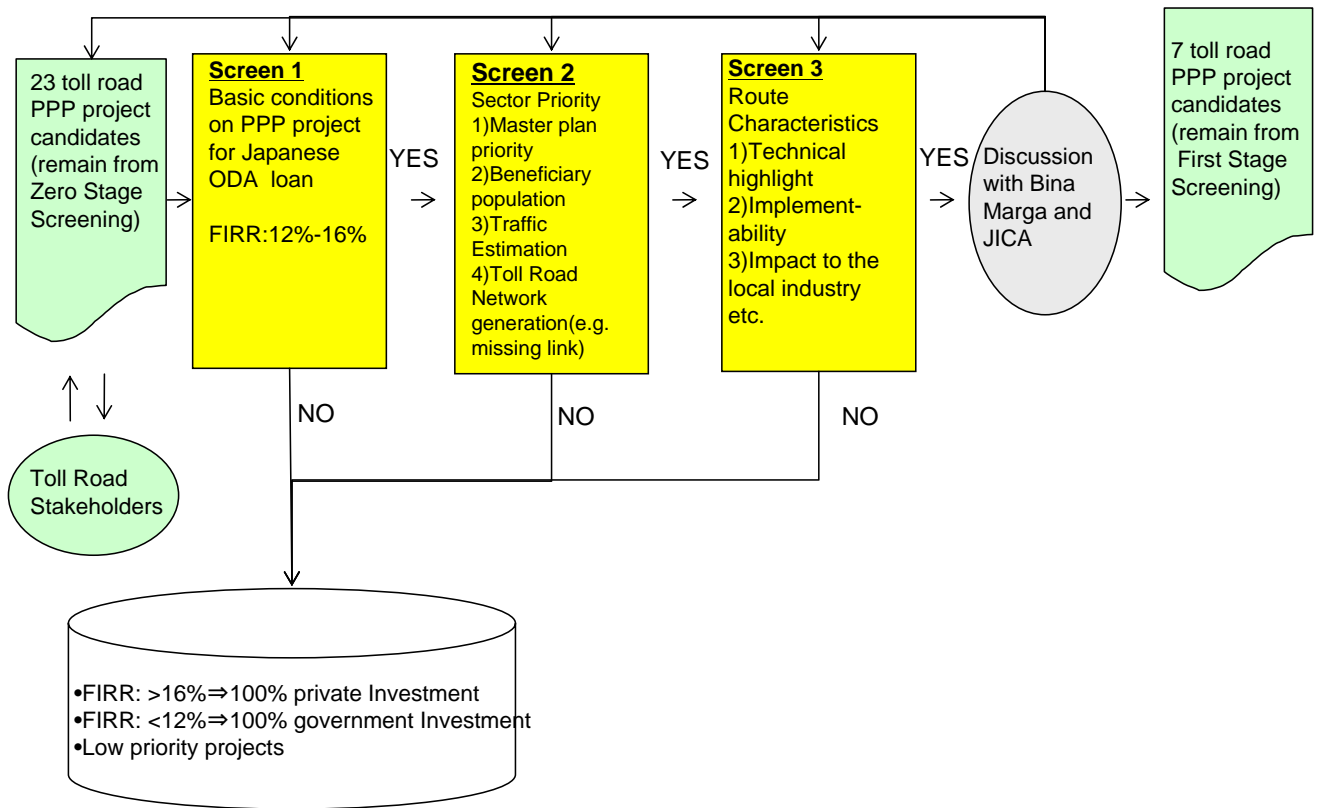 23 toll road
PPP project
candidates
(remain from
Zero Stage
Screening)
Screen 1
Basic conditions
on PPP project
for Japanese
ODA loan
FIRR:12%-16%
YES
Screen 2
Sector Priority
1)Master plan
priority
2)Beneficiary
population
3)Traffic
Estimation
4)Toll Road
Network
generation(e.g.
missing link)
YES
Screen 3
Route
Characteristics
1)Technical
highlight
2)Implement-
ability
3)Impact to the
local industry
etc.
YES
Discussion
with Bina
Marga and
JICA
7 toll road
PPP project
candidates
(remain from
First Stage
Screening)
NO
NO
NO
Toll Road
Stakeholders
•FIRR: >16%⇒100% private Investment
•FIRR: <12%⇒100% government Investment
•Low priority projects